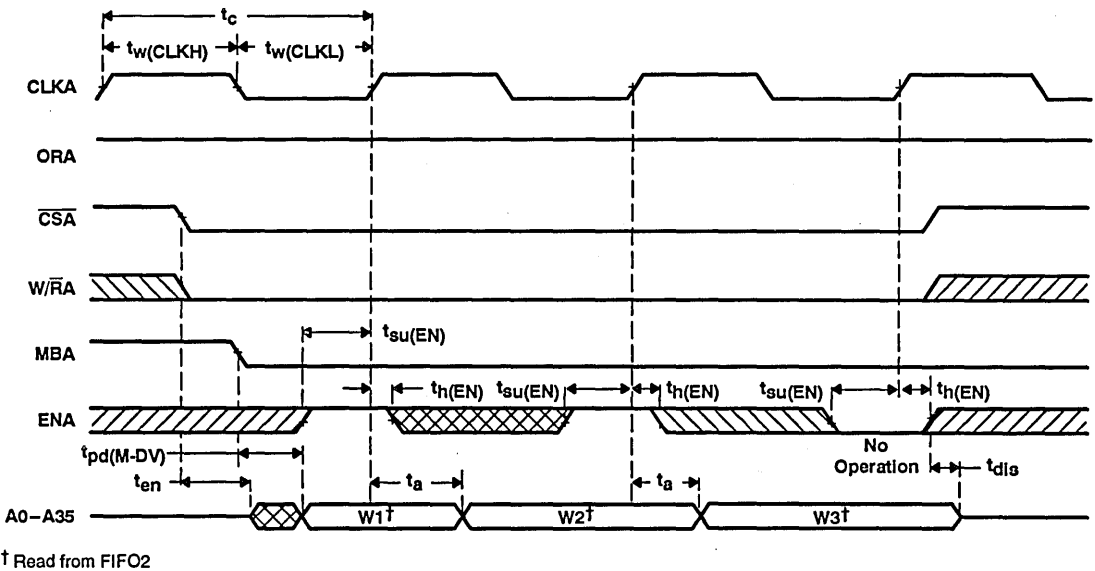 tc
tw(CLKH) tw(CLKL)
CLKA
ORA
CSA
W/RA
tsu(EN)
MBA
th(EN) tsu(EN) th(EN) tsu(EN) th(EN)
ENA
No
Operation
tpd(M-DV)
ten ta ta tdis
A0–A35 W1† W2† W3†
† Read from FIFO2